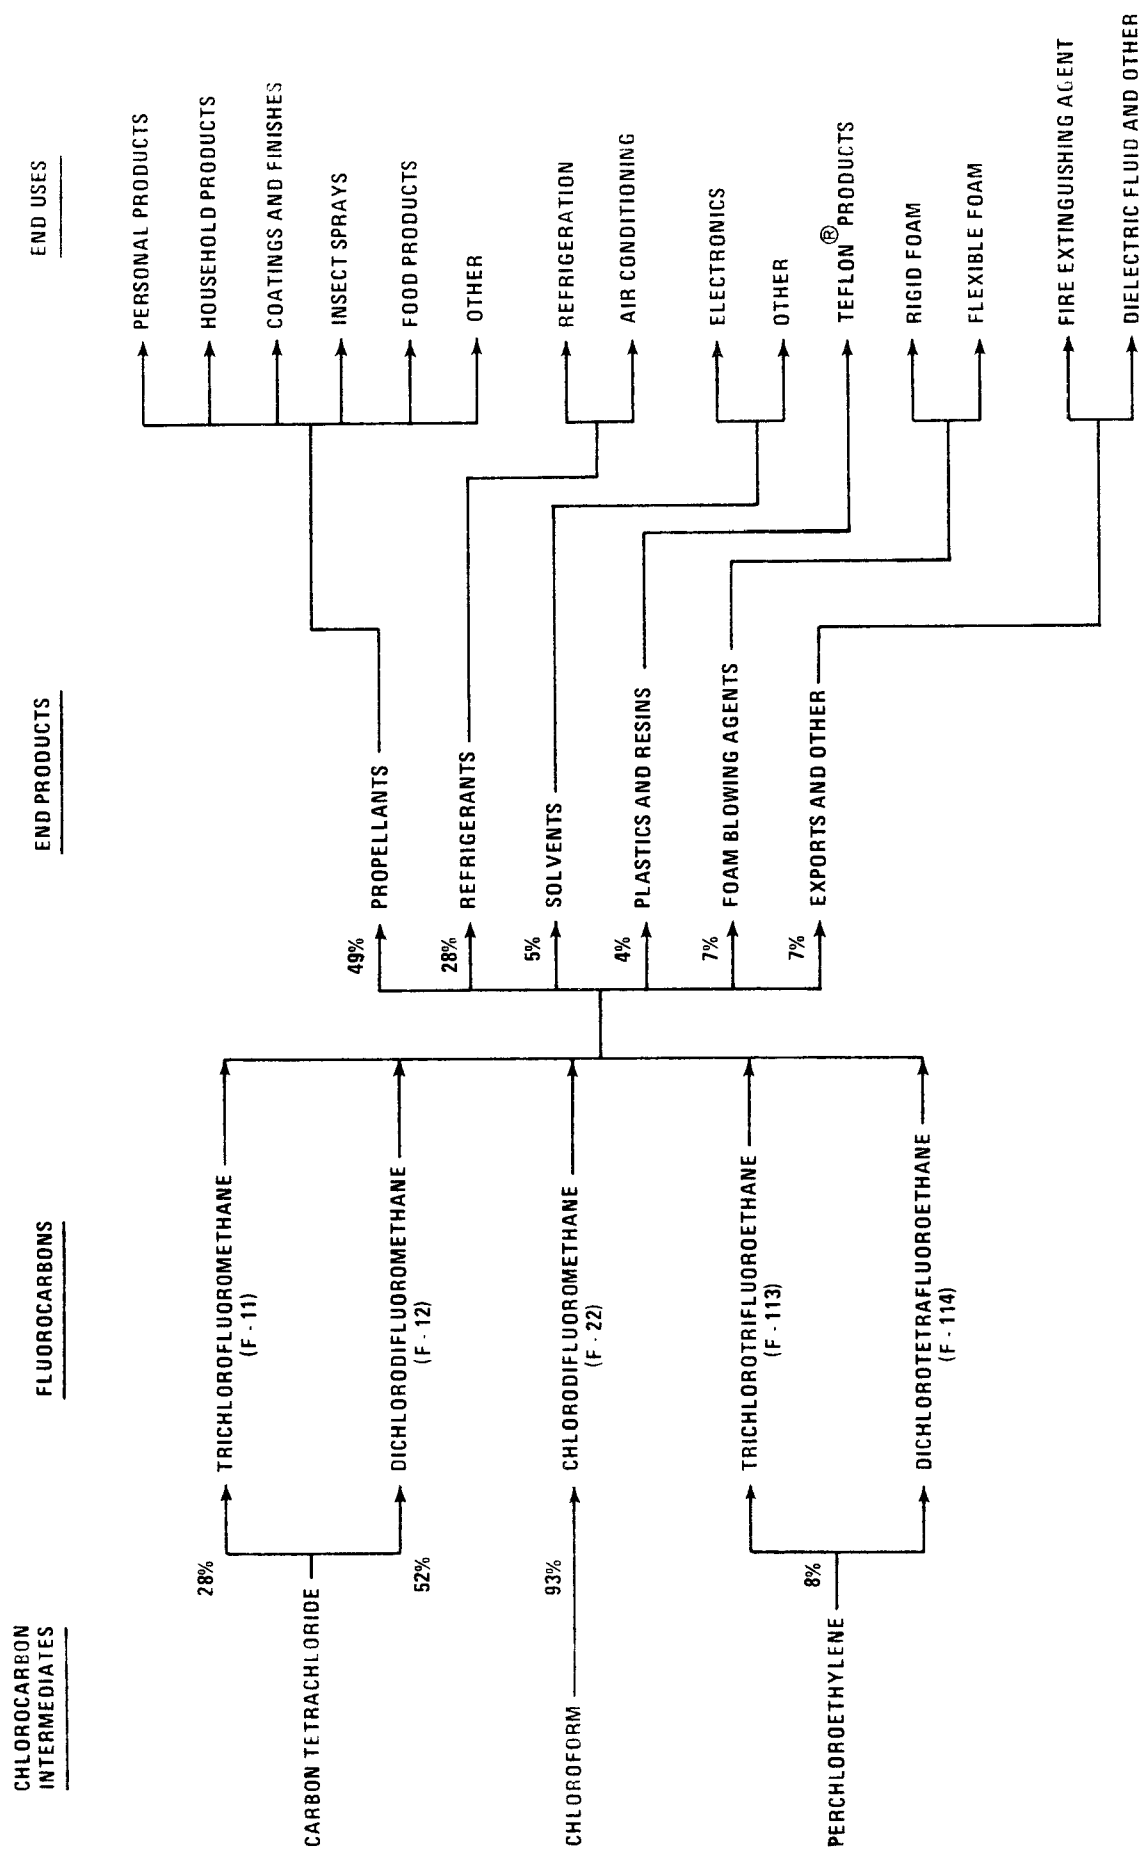 CHLOROCARBON
INTERMEDIATES
FLUOROCARBONS
END PRODUCTS
END USES
CARBON TETRACHLORIDE
28%
52%
CHLOROFORM
93%
PERCHLOROETHYLENE
8%
TRICHLOROFLUOROMETHANE
(F - 11)
DICHLORODIFLUOROMETHANE
(F - 12)
CHLORODIFLUOROMETHANE
(F - 22)
TRICHLOROTRIFLUOROETHANE
(F - 113)
DICHLOROTETRAFLUOROETHANE
(F - 114)
49%
PROPELLANTS
28%
REFRIGERANTS
5%
SOLVENTS
4%
PLASTICS AND RESINS
7%
FOAM BLOWING AGENTS
7%
EXPORTS AND OTHER
PERSONAL PRODUCTS
HOUSEHOLD PRODUCTS
COATINGS AND FINISHES
INSECT SPRAYS
FOOD PRODUCTS
OTHER
REFRIGERATION
AIR CONDITIONING
ELECTRONICS
OTHER
TEFLON ® PRODUCTS
RIGID FOAM
FLEXIBLE FOAM
FIRE EXTINGUISHING AGENT
DIELECTRIC FLUID AND OTHER